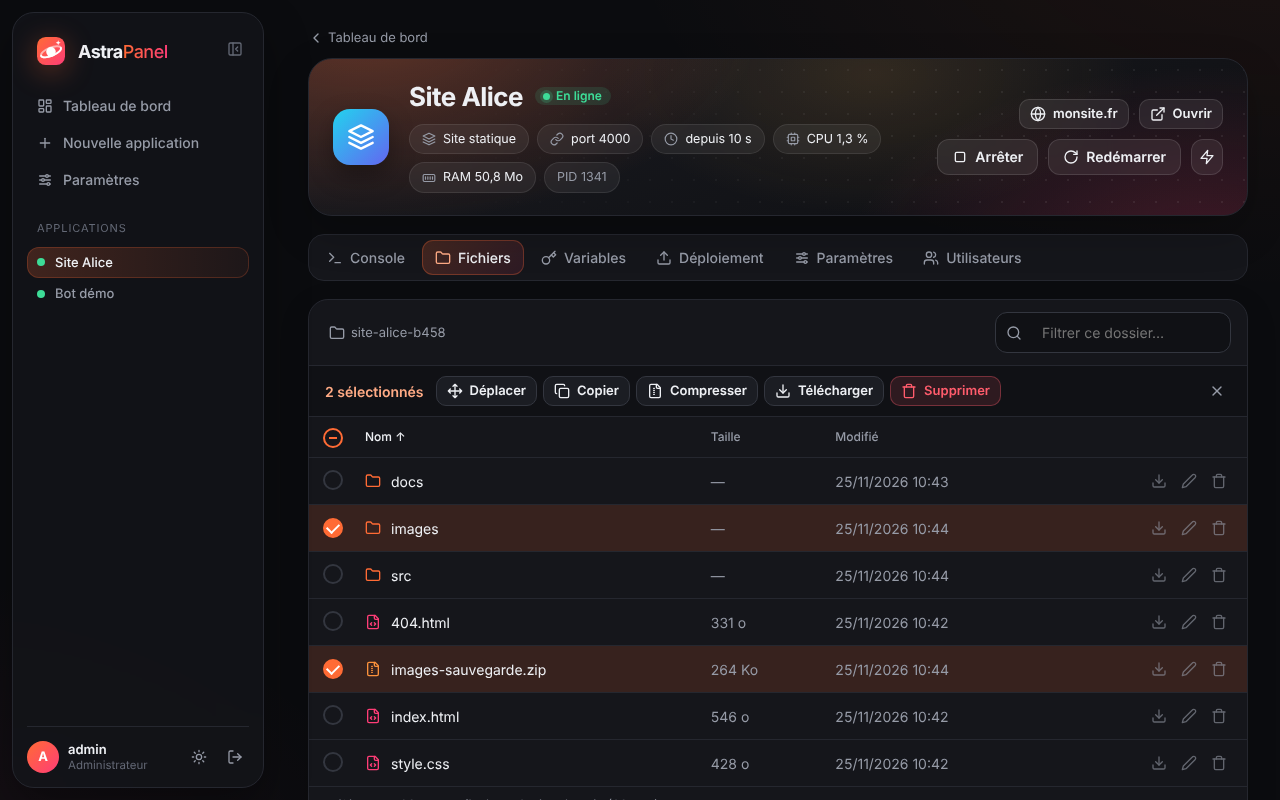 AstraPanel
Tableau de bord
Nouvelle application
Paramètres
APPLICATIONS
Site Alice
Bot démo
A
admin
Administrateur
Tableau de bord
Site Alice
En ligne
Site statique
port 4000
depuis 10 s
CPU 1,3 %
RAM 50,8 Mo
PID 1341
monsite.fr
Ouvrir
Arrêter
Redémarrer
Console
Fichiers
Variables
Déploiement
Paramètres
Utilisateurs
site-alice-b458
Filtrer ce dossier...
2 sélectionnés
Déplacer
Copier
Compresser
Télécharger
Supprimer
Nom ↑ Taille Modifié
docs — 25/11/2026 10:43
images — 25/11/2026 10:44
src — 25/11/2026 10:44
404.html 331 o 25/11/2026 10:42
images-sauvegarde.zip 264 Ko 25/11/2026 10:44
index.html 546 o 25/11/2026 10:42
style.css 428 o 25/11/2026 10:42